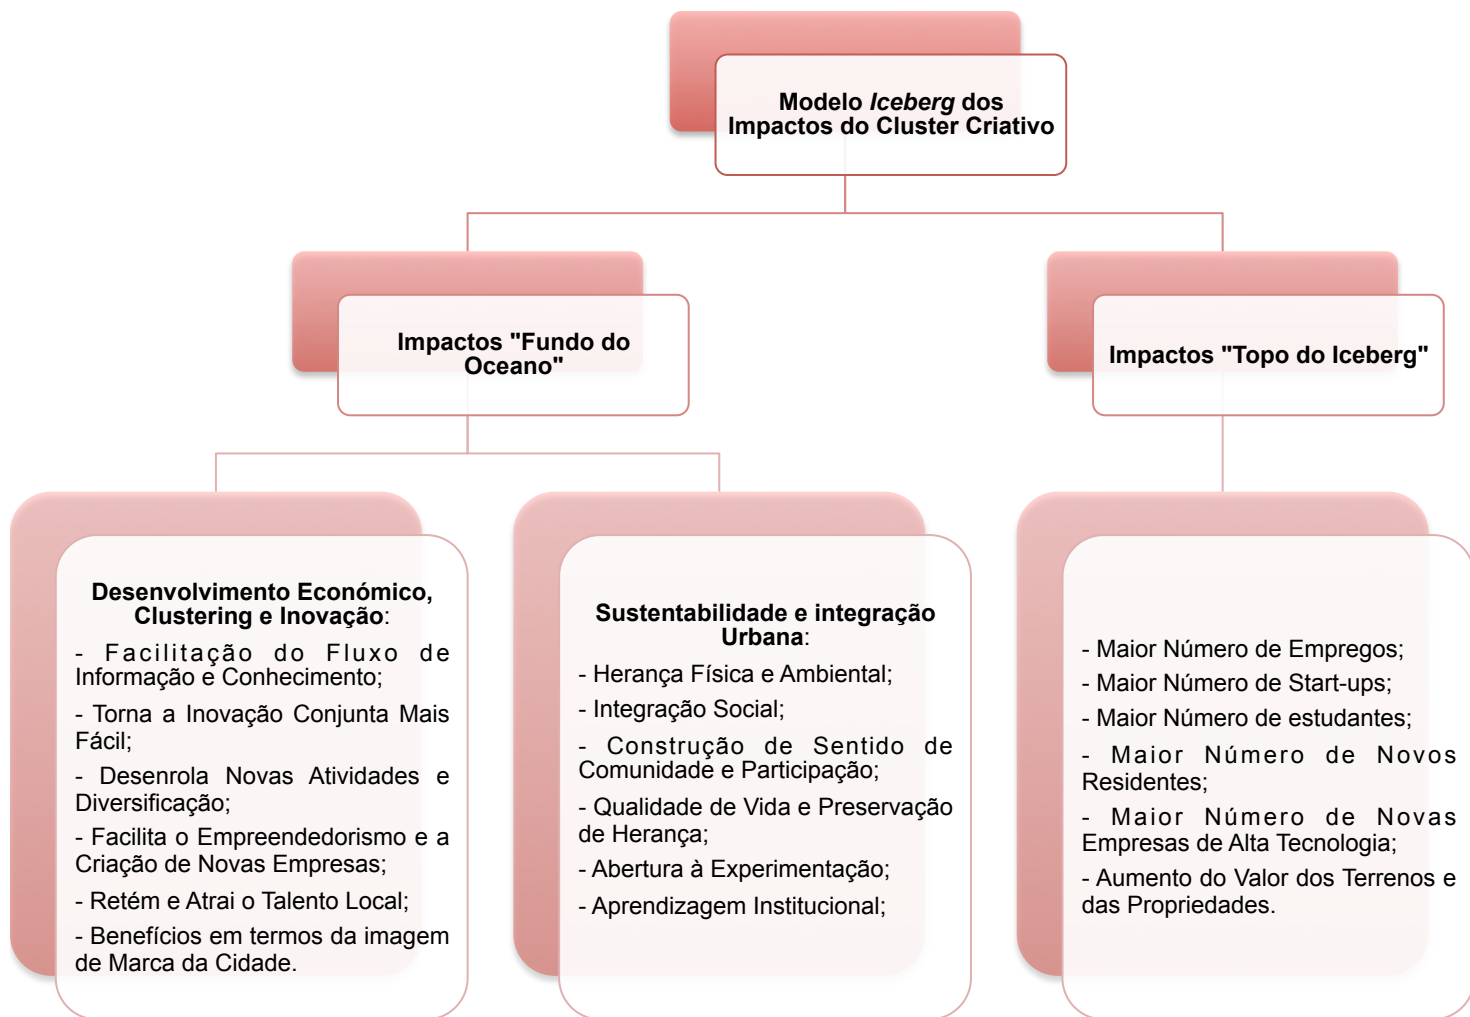 Modelo Iceberg dos
Impactos do Cluster Criativo
Impactos "Fundo do
Oceano"
Impactos "Topo do Iceberg"
Desenvolvimento Económico,
Clustering e Inovação:
- Facilitação do Fluxo de
Informação e Conhecimento;
- Torna a Inovação Conjunta Mais
Fácil;
- Desenrola Novas Atividades e
Diversificação;
- Facilita o Empreendedorismo e a
Criação de Novas Empresas;
- Retém e Atrai o Talento Local;
- Benefícios em termos da imagem
de Marca da Cidade.
Sustentabilidade e integração
Urbana:
- Herança Física e Ambiental;
- Integração Social;
- Construção de Sentido de
Comunidade e Participação;
- Qualidade de Vida e Preservação
de Herança;
- Abertura à Experimentação;
- Aprendizagem Institucional;
- Maior Número de Empregos;
- Maior Número de Start-ups;
- Maior Número de estudantes;
- Maior Número de Novos
Residentes;
- Maior Número de Novas
Empresas de Alta Tecnologia;
- Aumento do Valor dos Terrenos e
das Propriedades.